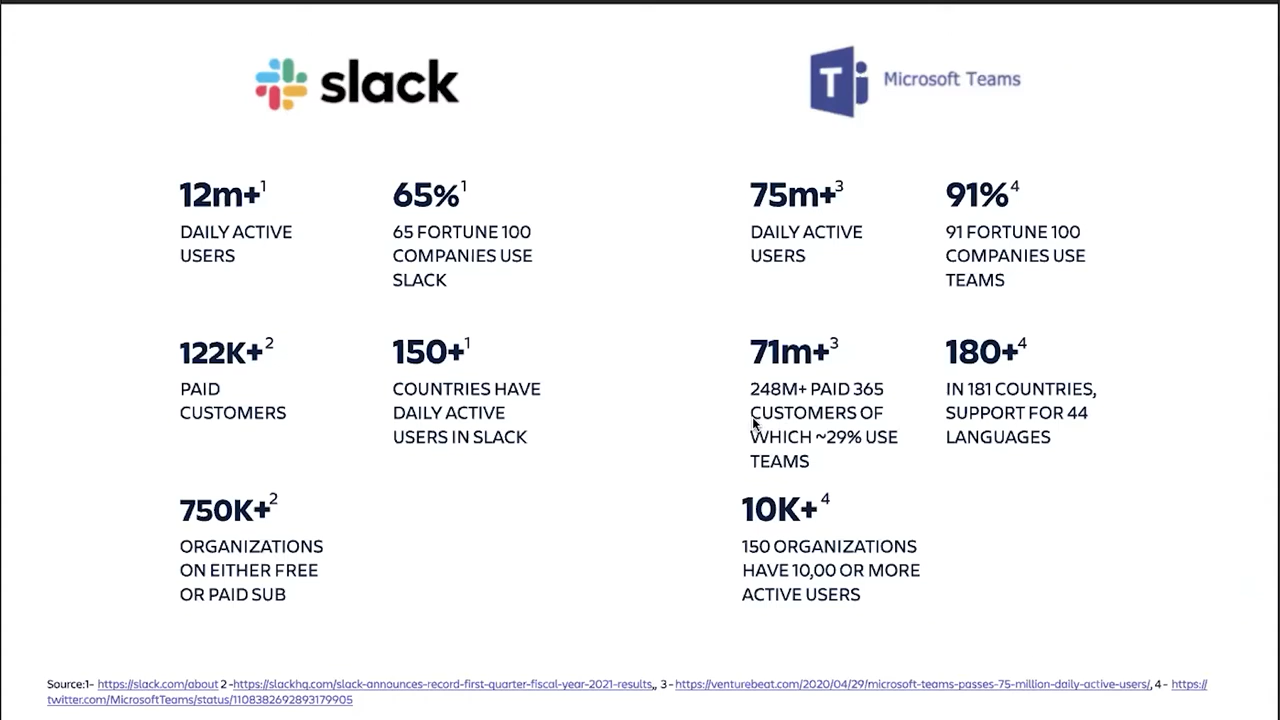 slack
Microsoft Teams
12m+1
DAILY ACTIVE
USERS
65%1
65 FORTUNE 100
COMPANIES USE
SLACK
75m+3
DAILY ACTIVE
USERS
91%4
91 FORTUNE 100
COMPANIES USE
TEAMS
122K+2
PAID
CUSTOMERS
150+1
COUNTRIES HAVE
DAILY ACTIVE
USERS IN SLACK
71m+3
248M+ PAID 365
CUSTOMERS OF
WHICH ~29% USE
TEAMS
180+4
IN 181 COUNTRIES,
SUPPORT FOR 44
LANGUAGES
750K+2
ORGANIZATIONS
ON EITHER FREE
OR PAID SUB
10K+4
150 ORGANIZATIONS
HAVE 10,00 OR MORE
ACTIVE USERS
Source:1- https://slack.com/about 2 -https://slackhq.com/slack-announces-record-first-quarter-fiscal-year-2021-results,, 3 - https://venturebeat.com/2020/04/29/microsoft-teams-passes-75-million-daily-active-users/, 4 - https://
twitter.com/MicrosoftTeams/status/1108382692893179905